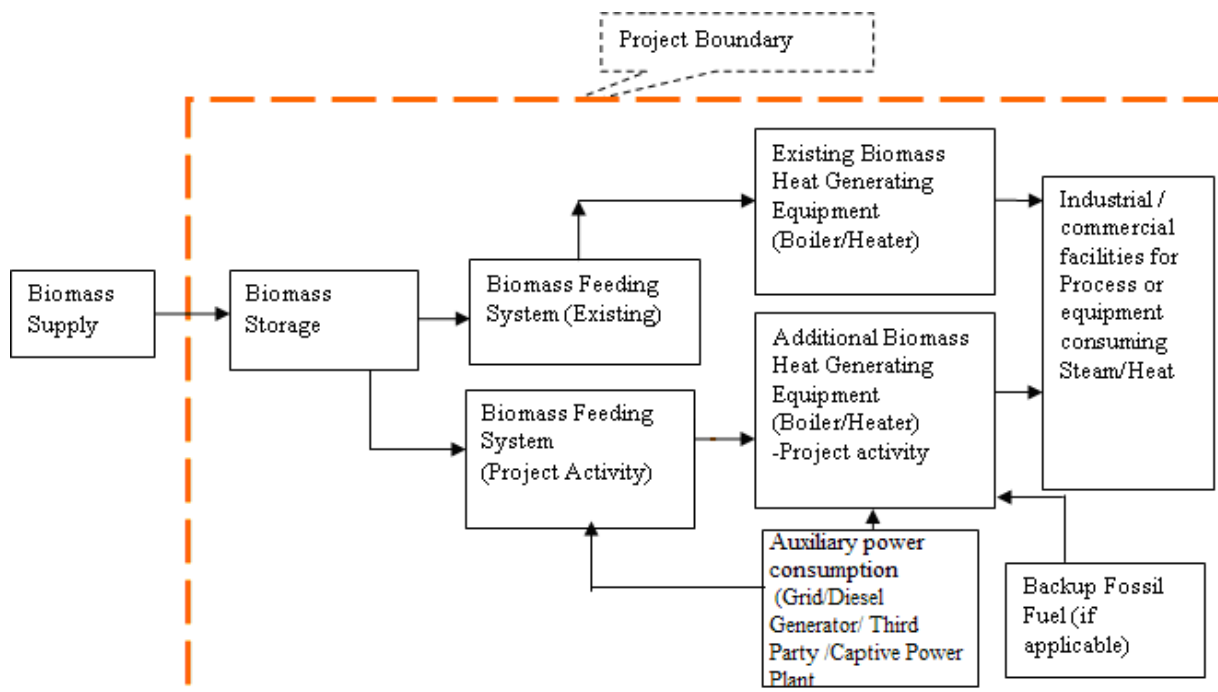 Project Boundary
Existing Biomass
Heat Generating
Equipment
(Boiler/Heater)
Industrial /
commercial
facilities for
Process or
equipment
consuming
Steam/Heat
Biomass
Supply
Biomass
Storage
Biomass Feeding
System (Existing)
Additional Biomass
Heat Generating
Equipment
(Boiler/Heater)
-Project activity
Biomass Feeding
System
(Project Activity)
Auxiliary power
consumption
(Grid/Diesel
Generator/ Third
Party /Captive Power
Plant
Backup Fossil
Fuel (if
applicable)